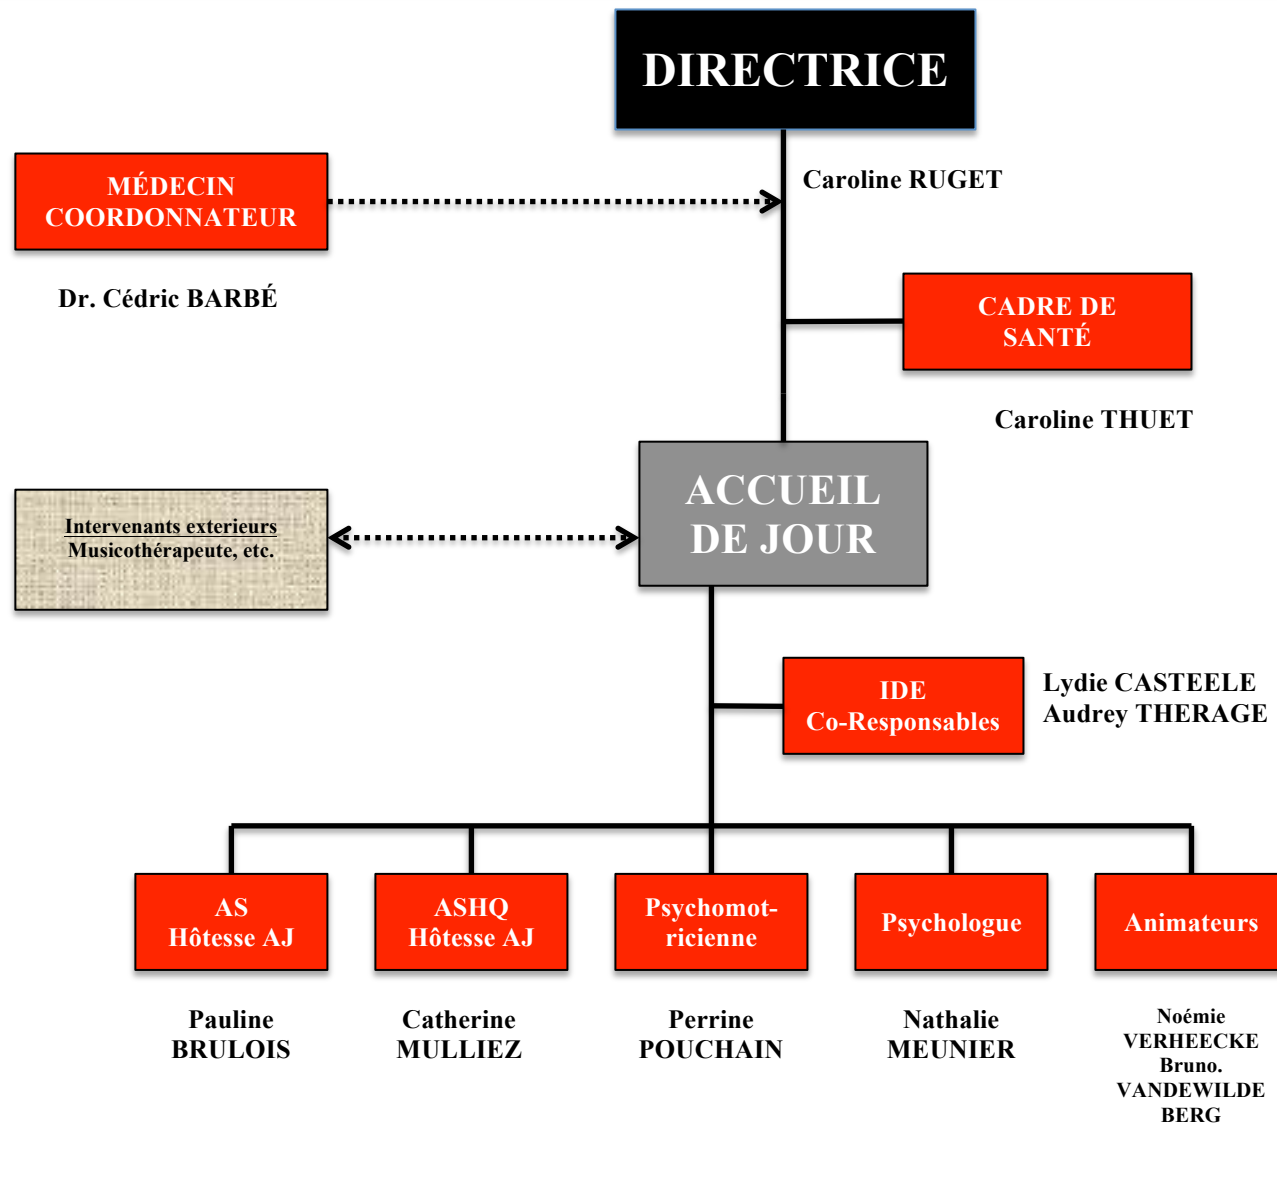 DIRECTRICE
Caroline RUGET
MÉDECIN
COORDONNATEUR
Dr. Cédric BARBÉ
CADRE DE
SANTÉ
Caroline THUET
ACCUEIL
DE JOUR
Intervenants exterieurs
Musicothérapeute, etc.
IDE
Co-Responsables
Lydie CASTEELE
Audrey THERAGE
AS
Hôtesse AJ
Pauline
BRULOIS
ASHQ
Hôtesse AJ
Catherine
MULLIEZ
Psychomot-
ricienne
Perrine
POUCHAIN
Psychologue
Nathalie
MEUNIER
Animateurs
Noémie
VERHEECKE
Bruno.
VANDEWILDE
BERG